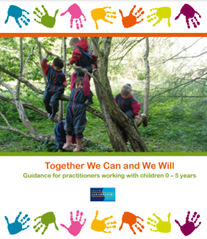 Together We Can and We Will
Guidance for practitioners working with children 0 – 5 years